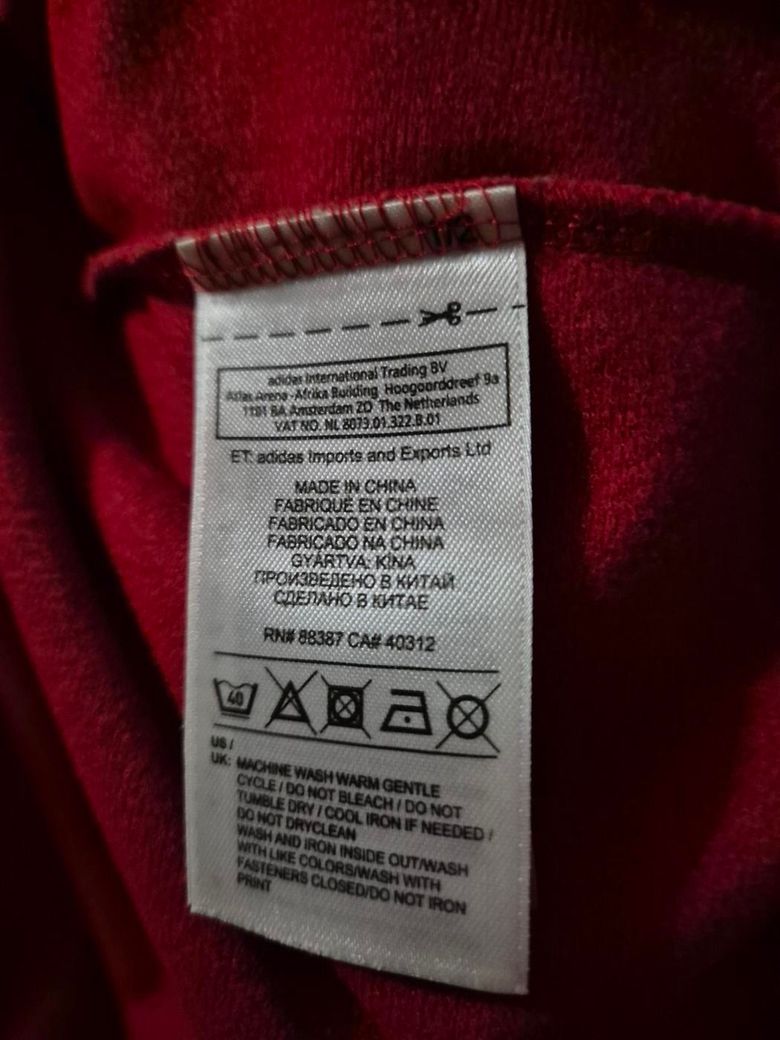 1/2
adidas International Trading BV
Atlas Arena -Afrika Building Hoogoorddreef 9a
1101 BA Amsterdam ZO The Netherlands
VAT NO. NL 8073.01.322.B.01
ET: adidas Imports and Exports Ltd
MADE IN CHINA
FABRIQUÉ EN CHINE
FABRICADO EN CHINA
FABRICADO NA CHINA
GYÁRTVA: KÍNA
ПРОИЗВЕДЕНО В КИТАЙ
СДЕЛАНО В КИТАЕ
RN# 88387 CA# 40312
40
US /
UK: MACHINE WASH WARM GENTLE
CYCLE / DO NOT BLEACH / DO NOT
TUMBLE DRY / COOL IRON IF NEEDED /
DO NOT DRYCLEAN
WASH AND IRON INSIDE OUT/WASH
WITH LIKE COLORS/WASH WITH
FASTENERS CLOSED/DO NOT IRON
PRINT